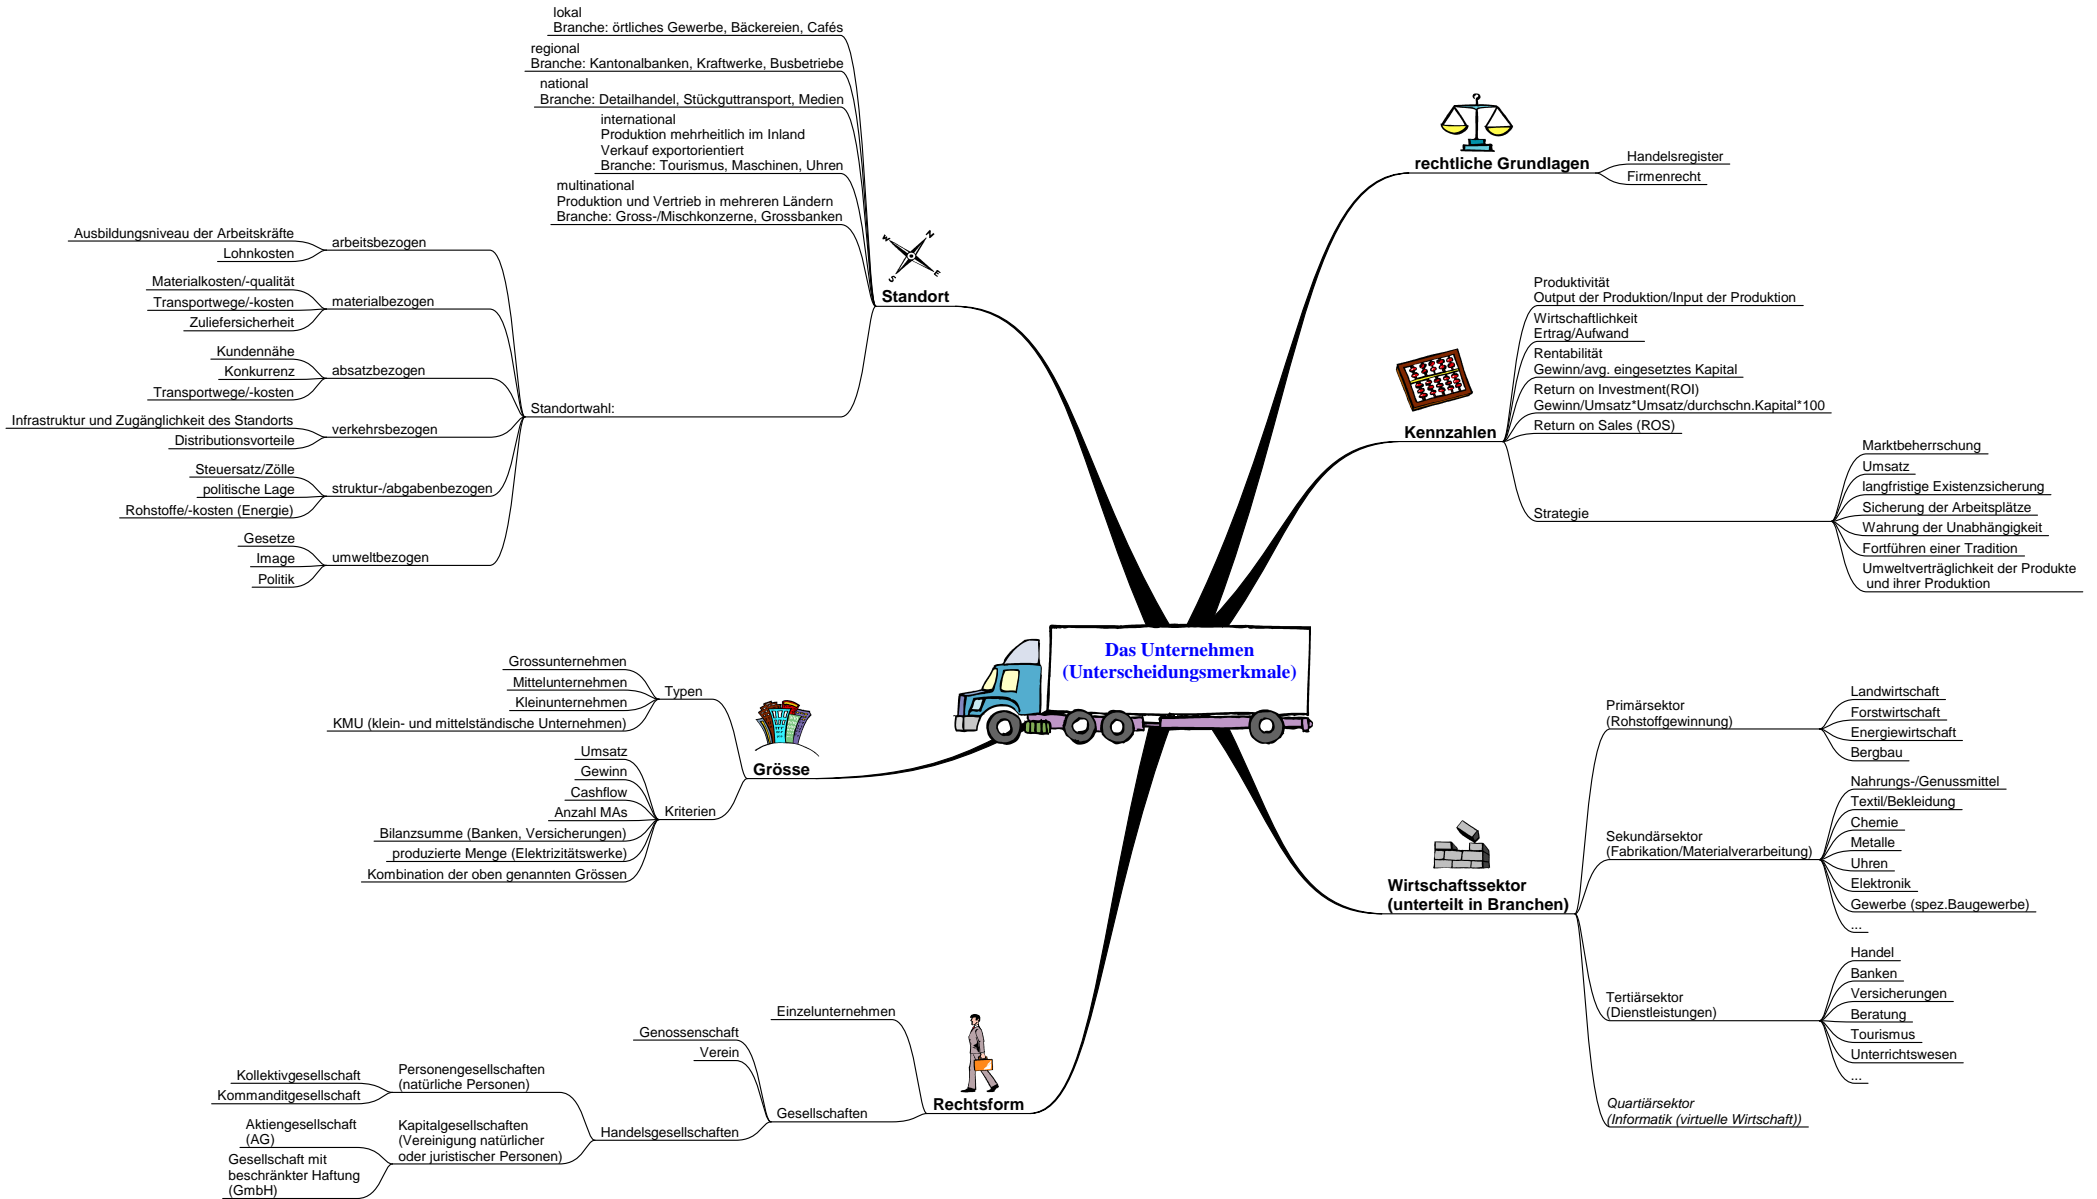 Das Unternehmen
(Unterscheidungsmerkmale)
lokal
Branche: örtliches Gewerbe, Bäckereien, Cafés
regional
Branche: Kantonalbanken, Kraftwerke, Busbetriebe
national
Branche: Detailhandel, Stückguttransport, Medien
international
Produktion mehrheitlich im Inland
Verkauf exportorientiert
Branche: Tourismus, Maschinen, Uhren
multinational
Produktion und Vertrieb in mehreren Ländern
Branche: Gross-/Mischkonzerne, Grossbanken
N
W
S
E
Standort
Standortwahl:
arbeitsbezogen
Ausbildungsniveau der Arbeitskräfte
Lohnkosten
materialbezogen
Materialkosten/-qualität
Transportwege/-kosten
Zuliefersicherheit
absatzbezogen
Kundennähe
Konkurrenz
Transportwege/-kosten
verkehrsbezogen
Infrastruktur und Zugänglichkeit des Standorts
Distributionsvorteile
struktur-/abgabenbezogen
Steuersatz/Zölle
politische Lage
Rohstoffe/-kosten (Energie)
umweltbezogen
Gesetze
Image
Politik
Grösse
Typen
Grossunternehmen
Mittelunternehmen
Kleinunternehmen
KMU (klein- und mittelständische Unternehmen)
Kriterien
Umsatz
Gewinn
Cashflow
Anzahl MAs
Bilanzsumme (Banken, Versicherungen)
produzierte Menge (Elektrizitätswerke)
Kombination der oben genannten Grössen
Rechtsform
Einzelunternehmen
Gesellschaften
Genossenschaft
Verein
Handelsgesellschaften
Personengesellschaften
(natürliche Personen)
Kollektivgesellschaft
Kommanditgesellschaft
Kapitalgesellschaften
(Vereinigung natürlicher
oder juristischer Personen)
Aktiengesellschaft
(AG)
Gesellschaft mit
beschränkter Haftung
(GmbH)
rechtliche Grundlagen
Handelsregister
Firmenrecht
Kennzahlen
Produktivität
Output der Produktion/Input der Produktion
Wirtschaftlichkeit
Ertrag/Aufwand
Rentabilität
Gewinn/avg. eingesetztes Kapital
Return on Investment(ROI)
Gewinn/Umsatz*Umsatz/durchschn.Kapital*100
Return on Sales (ROS)
Strategie
Marktbeherrschung
Umsatz
langfristige Existenzsicherung
Sicherung der Arbeitsplätze
Wahrung der Unabhängigkeit
Fortführen einer Tradition
Umweltverträglichkeit der Produkte
und ihrer Produktion
Wirtschaftssektor
(unterteilt in Branchen)
Primärsektor
(Rohstoffgewinnung)
Landwirtschaft
Forstwirtschaft
Energiewirtschaft
Bergbau
Sekundärsektor
(Fabrikation/Materialverarbeitung)
Nahrungs-/Genussmittel
Textil/Bekleidung
Chemie
Metalle
Uhren
Elektronik
Gewerbe (spez.Baugewerbe)
...
Tertiärsektor
(Dienstleistungen)
Handel
Banken
Versicherungen
Beratung
Tourismus
Unterrichtswesen
...
Quartiärsektor
(Informatik (virtuelle Wirtschaft))